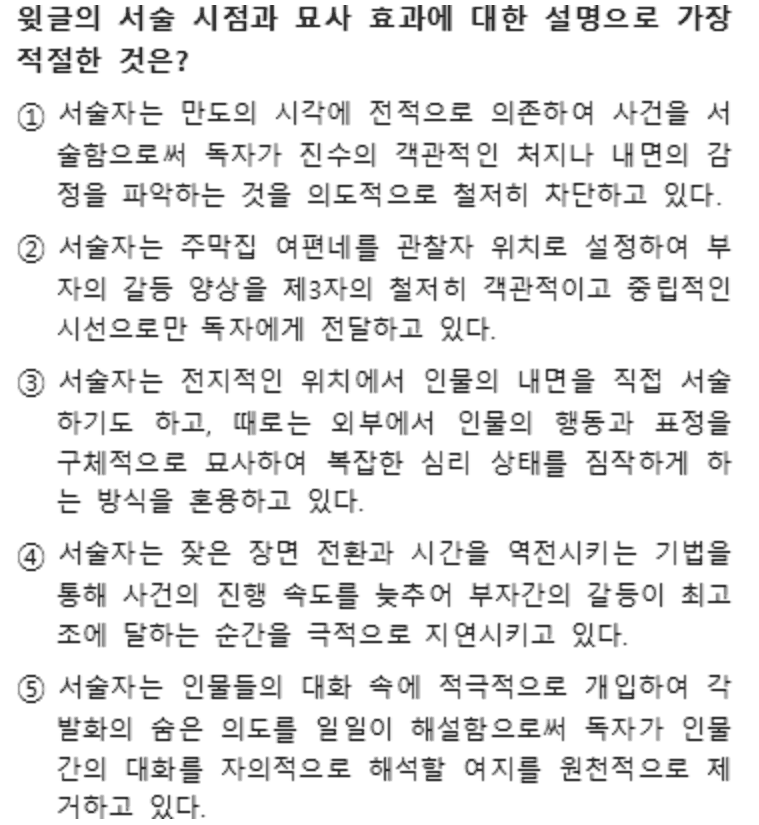 윗글의 서술 시점과 묘사 효과에 대한 설명으로 가장
적절한 것은?
① 서술자는 만도의 시각에 전적으로 의존하여 사건을 서
술함으로써 독자가 진수의 객관적인 처지나 내면의 감
정을 파악하는 것을 의도적으로 철저히 차단하고 있다.
② 서술자는 주막집 여편네를 관찰자 위치로 설정하여 부
자의 갈등 양상을 제3자의 철저히 객관적이고 중립적인
시선으로만 독자에게 전달하고 있다.
③ 서술자는 전지적인 위치에서 인물의 내면을 직접 서술
하기도 하고, 때로는 외부에서 인물의 행동과 표정을
구체적으로 묘사하여 복잡한 심리 상태를 짐작하게 하
는 방식을 혼용하고 있다.
④ 서술자는 잦은 장면 전환과 시간을 역전시키는 기법을
통해 사건의 진행 속도를 늦추어 부자간의 갈등이 최고
조에 달하는 순간을 극적으로 지연시키고 있다.
⑤ 서술자는 인물들의 대화 속에 적극적으로 개입하여 각
발화의 숨은 의도를 일일이 해설함으로써 독자가 인물
간의 대화를 자의적으로 해석할 여지를 원천적으로 제
거하고 있다.